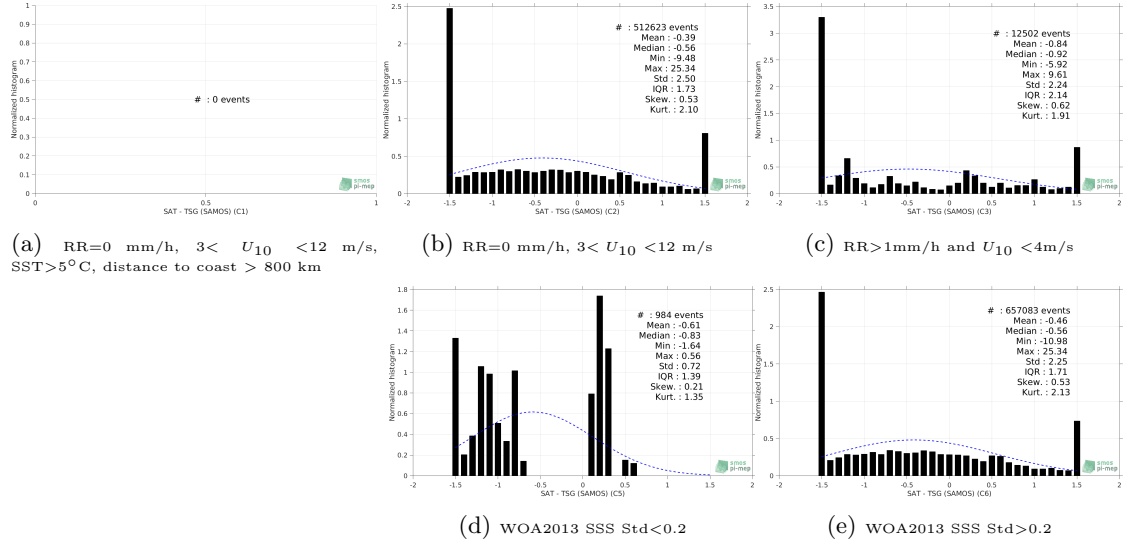 1
0.9
0.8
0.7
0.6
0.5
0.4
0.3
0.2
0.1
0
Normalized histogram
# : 0 events
0 0.5 1
SAT - TSG (SAMOS) (C1)
smos
pi-mep
(a) RR=0 mm/h, 3< U10 <12 m/s,
SST>5°C, distance to coast > 800 km
2.5
2
1.5
1
0.5
0
Normalized histogram
# : 512623 events
Mean : -0.39
Median : -0.56
Min : -9.48
Max : 25.34
Std : 2.50
IQR : 1.73
Skew. : 0.53
Kurt. : 2.10
-2 -1.5 -1 -0.5 0 0.5 1 1.5 2
SAT - TSG (SAMOS) (C2)
smos
pi-mep
(b) RR=0 mm/h, 3< U10 <12 m/s
3.5
3
2.5
2
1.5
1
0.5
0
Normalized histogram
# : 12502 events
Mean : -0.84
Median : -0.92
Min : -5.92
Max : 9.61
Std : 2.24
IQR : 2.14
Skew. : 0.62
Kurt. : 1.91
-2 -1.5 -1 -0.5 0 0.5 1 1.5 2
SAT - TSG (SAMOS) (C3)
smos
pi-mep
(c) RR>1mm/h and U10 <4m/s
1.8
1.6
1.4
1.2
1
0.8
0.6
0.4
0.2
0
Normalized histogram
# : 984 events
Mean : -0.61
Median : -0.83
Min : -1.64
Max : 0.56
Std : 0.72
IQR : 1.39
Skew. : 0.21
Kurt. : 1.35
-2 -1.5 -1 -0.5 0 0.5 1 1.5 2
SAT - TSG (SAMOS) (C5)
smos
pi-mep
(d) WOA2013 SSS Std<0.2
2.5
2
1.5
1
0.5
0
Normalized histogram
# : 657083 events
Mean : -0.46
Median : -0.56
Min : -10.98
Max : 25.34
Std : 2.25
IQR : 1.71
Skew. : 0.53
Kurt. : 2.13
-2 -1.5 -1 -0.5 0 0.5 1 1.5 2
SAT - TSG (SAMOS) (C6)
smos
pi-mep
(e) WOA2013 SSS Std>0.2